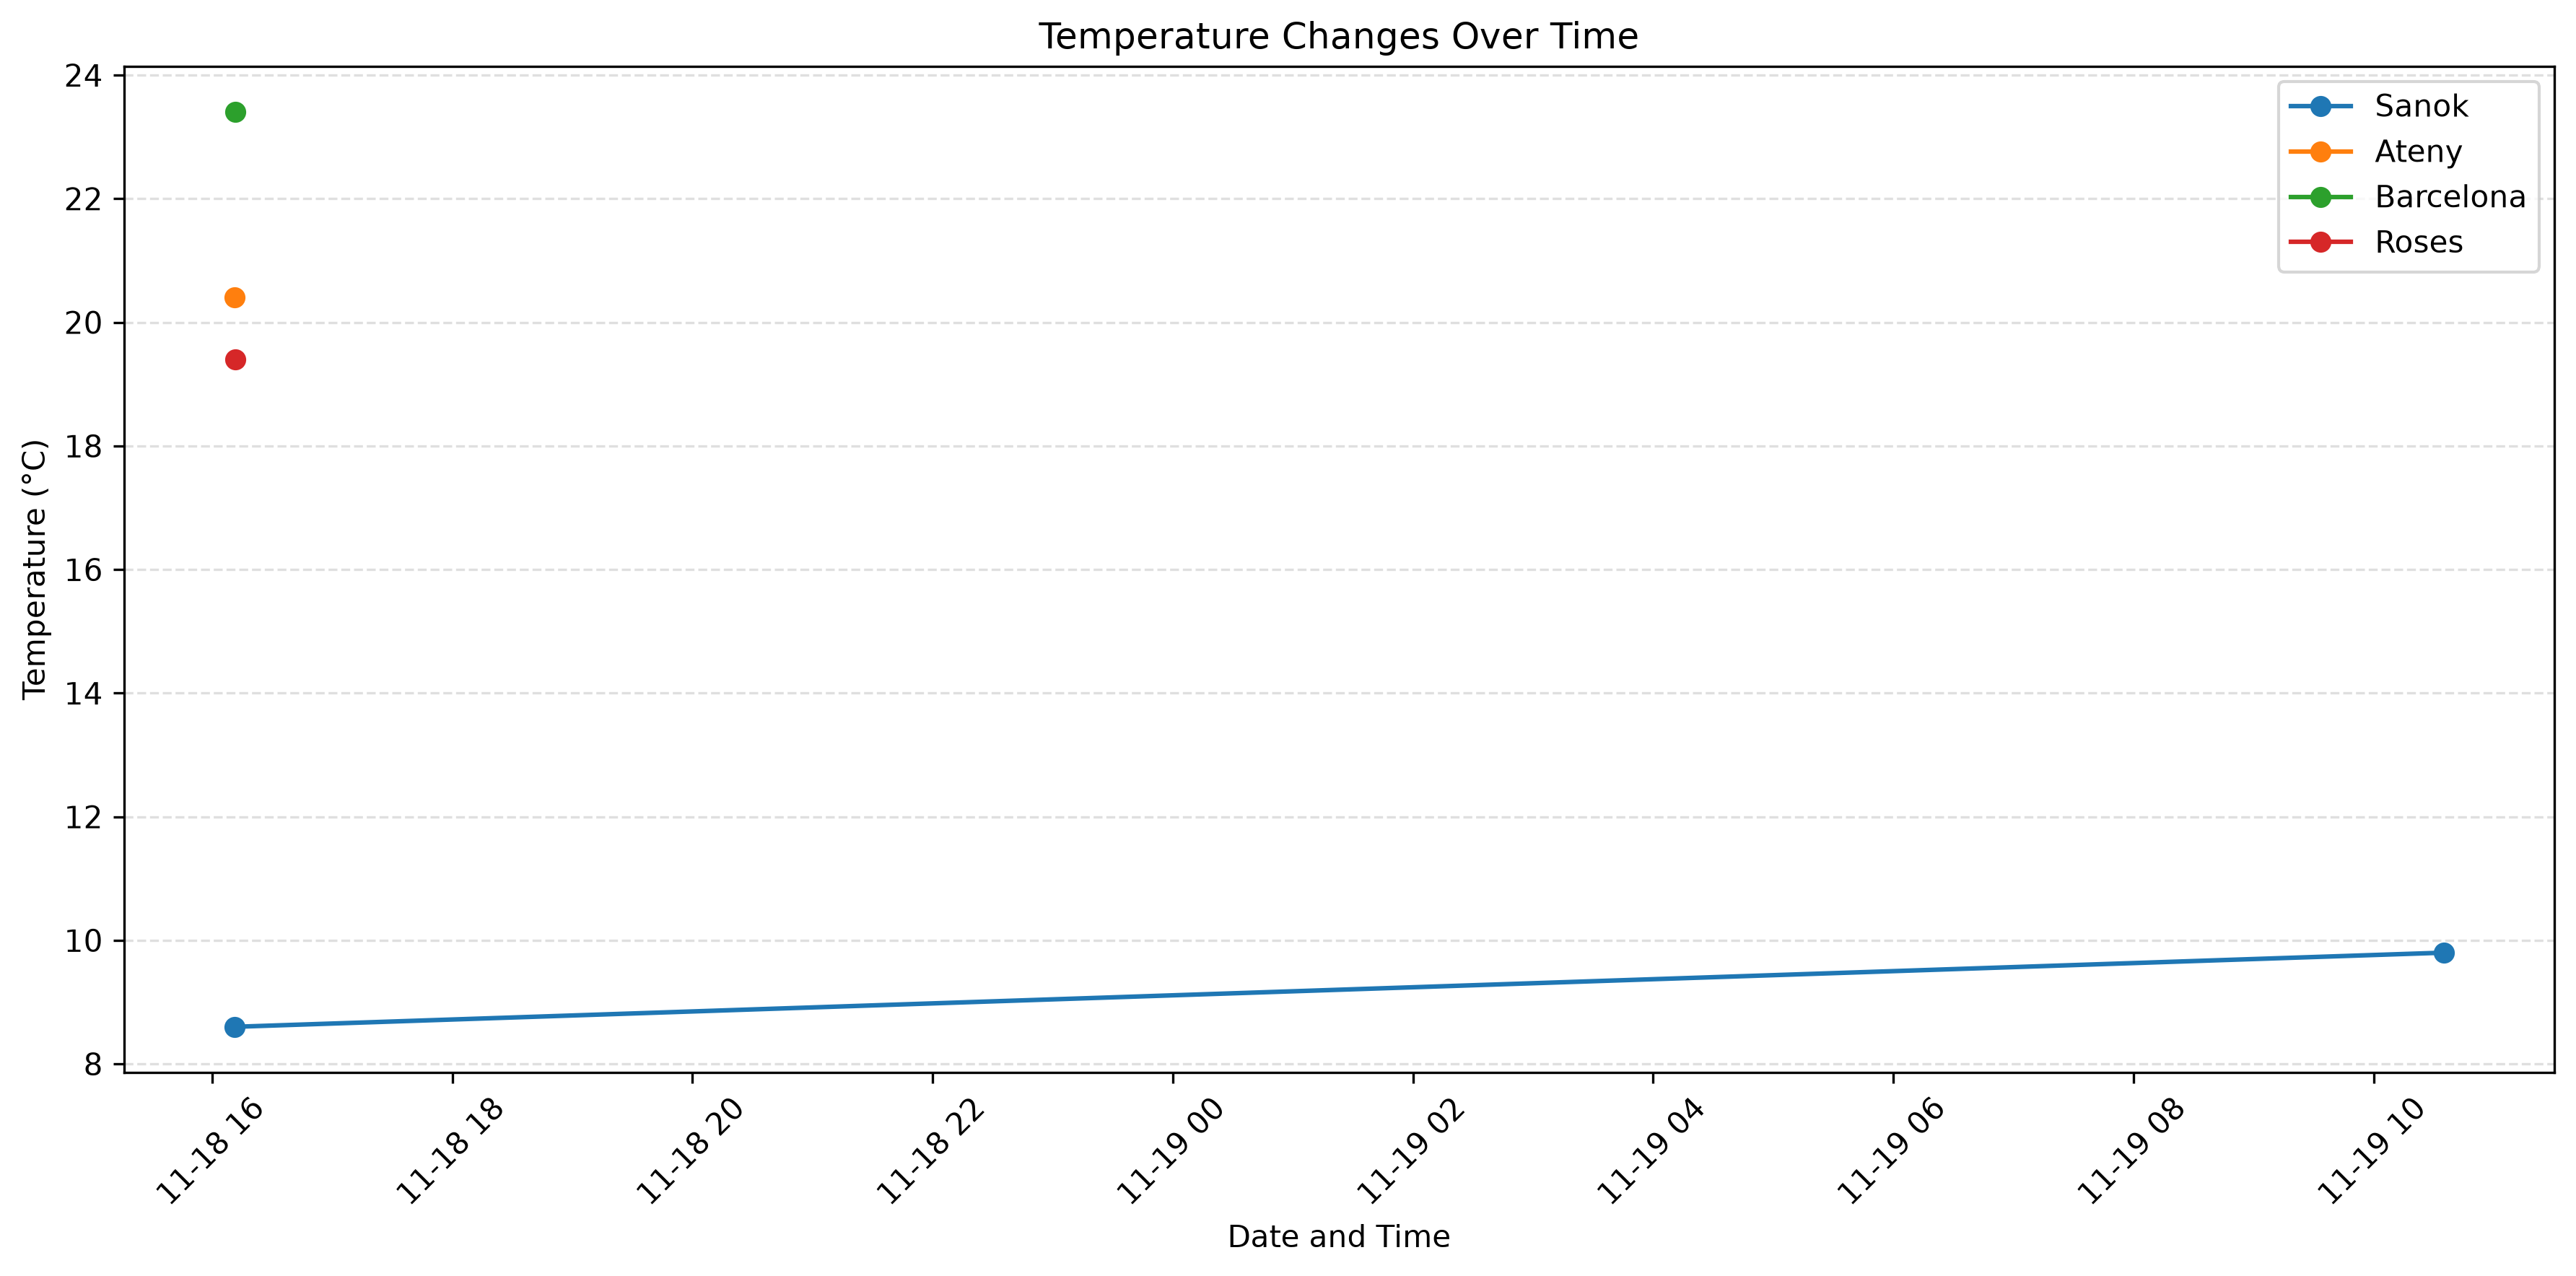 Temperature Changes Over Time
Temperature (°C)
24
22
20
18
16
14
12
10
8
Sanok
Ateny
Barcelona
Roses
11-18 16
11-18 18
11-18 20
11-18 22
11-19 00
11-19 02
11-19 04
11-19 06
11-19 08
11-19 10
Date and Time